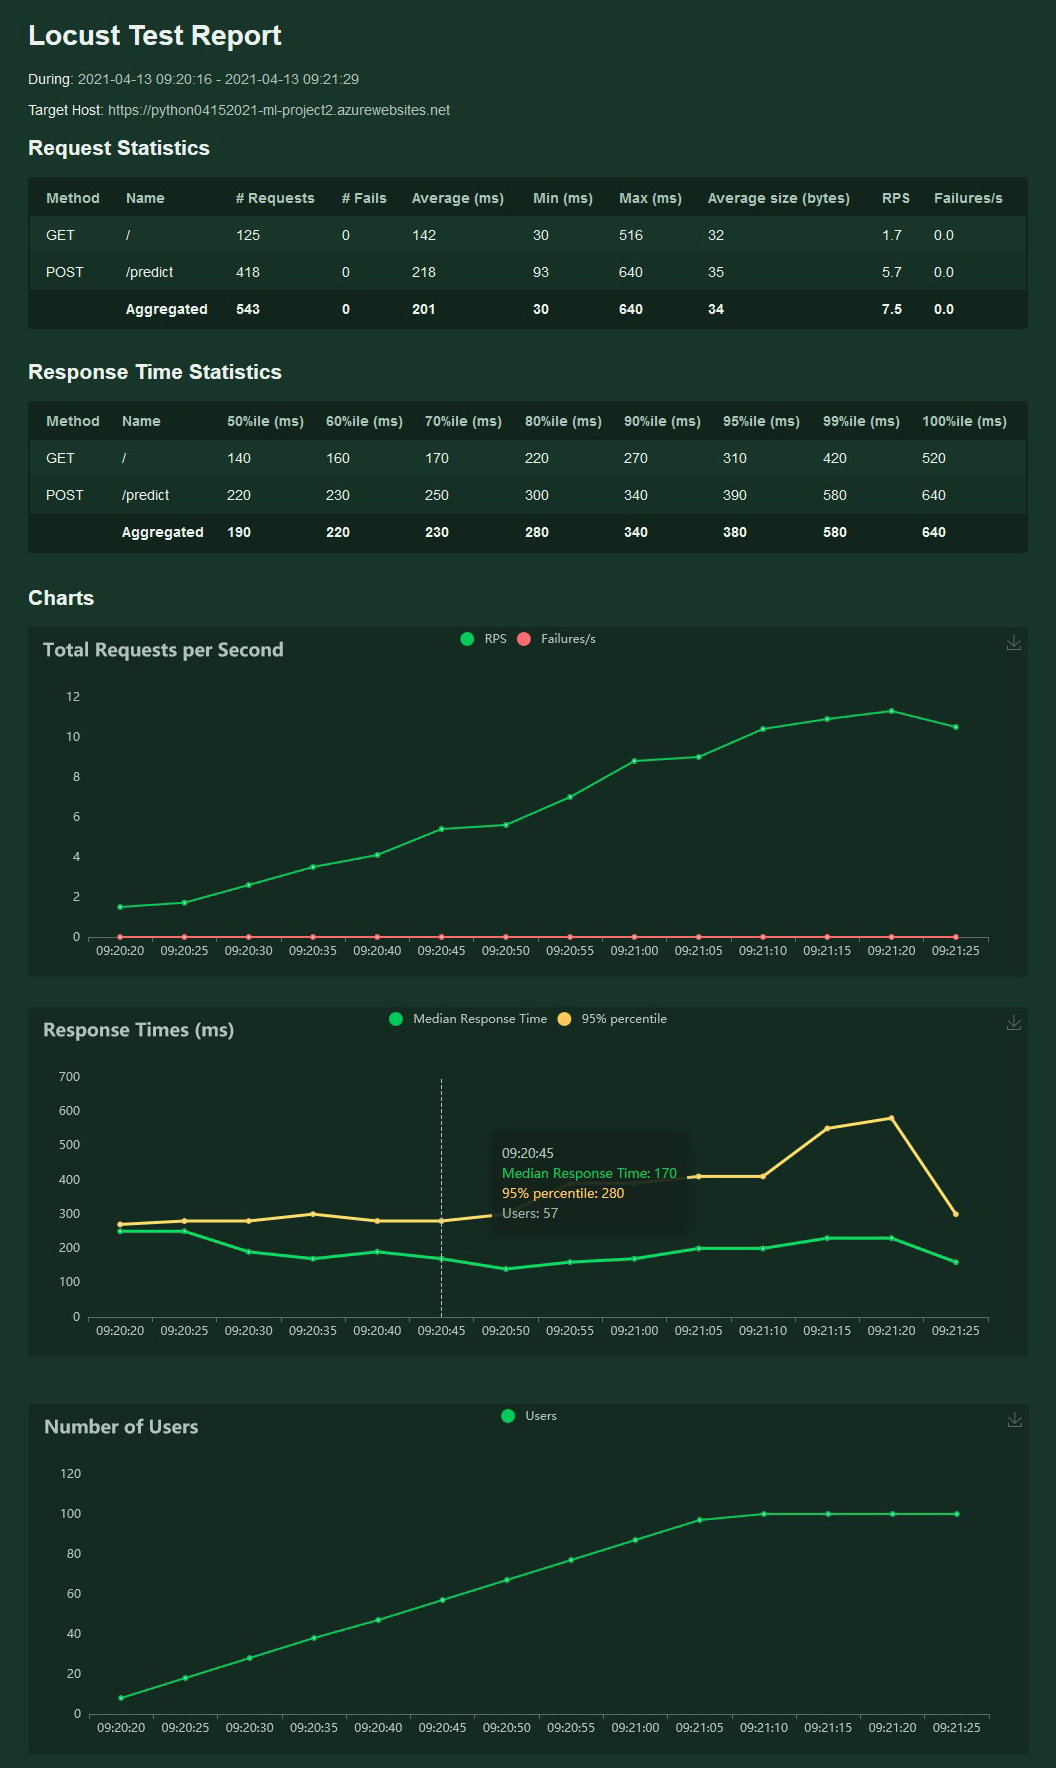 Locust Test Report
During: 2021-04-13 09:20:16 - 2021-04-13 09:21:29
Target Host: https://python04152021-ml-project2.azurewebsites.net
Request Statistics
Method Name # Requests # Fails Average (ms) Min (ms) Max (ms) Average size (bytes) RPS Failures/s
GET / 125 0 142 30 516 32 1.7 0.0
POST /predict 418 0 218 93 640 35 5.7 0.0
Aggregated 543 0 201 30 640 34 7.5 0.0
Response Time Statistics
Method Name 50%ile (ms) 60%ile (ms) 70%ile (ms) 80%ile (ms) 90%ile (ms) 95%ile (ms) 99%ile (ms) 100%ile (ms)
GET / 140 160 170 220 270 310 420 520
POST /predict 220 230 250 300 340 390 580 640
Aggregated 190 220 230 280 340 380 580 640
Charts
Total Requests per Second
RPS Failures/s
12
10
8
6
4
2
0
09:20:20 09:20:25 09:20:30 09:20:35 09:20:40 09:20:45 09:20:50 09:20:55 09:21:00 09:21:05 09:21:10 09:21:15 09:21:20 09:21:25
Response Times (ms)
Median Response Time 95% percentile
700
600
500
400
300
200
100
0
09:20:45
Median Response Time: 170
95% percentile: 280
Users: 57
09:20:20 09:20:25 09:20:30 09:20:35 09:20:40 09:20:45 09:20:50 09:20:55 09:21:00 09:21:05 09:21:10 09:21:15 09:21:20 09:21:25
Number of Users
Users
120
100
80
60
40
20
0
09:20:20 09:20:25 09:20:30 09:20:35 09:20:40 09:20:45 09:20:50 09:20:55 09:21:00 09:21:05 09:21:10 09:21:15 09:21:20 09:21:25